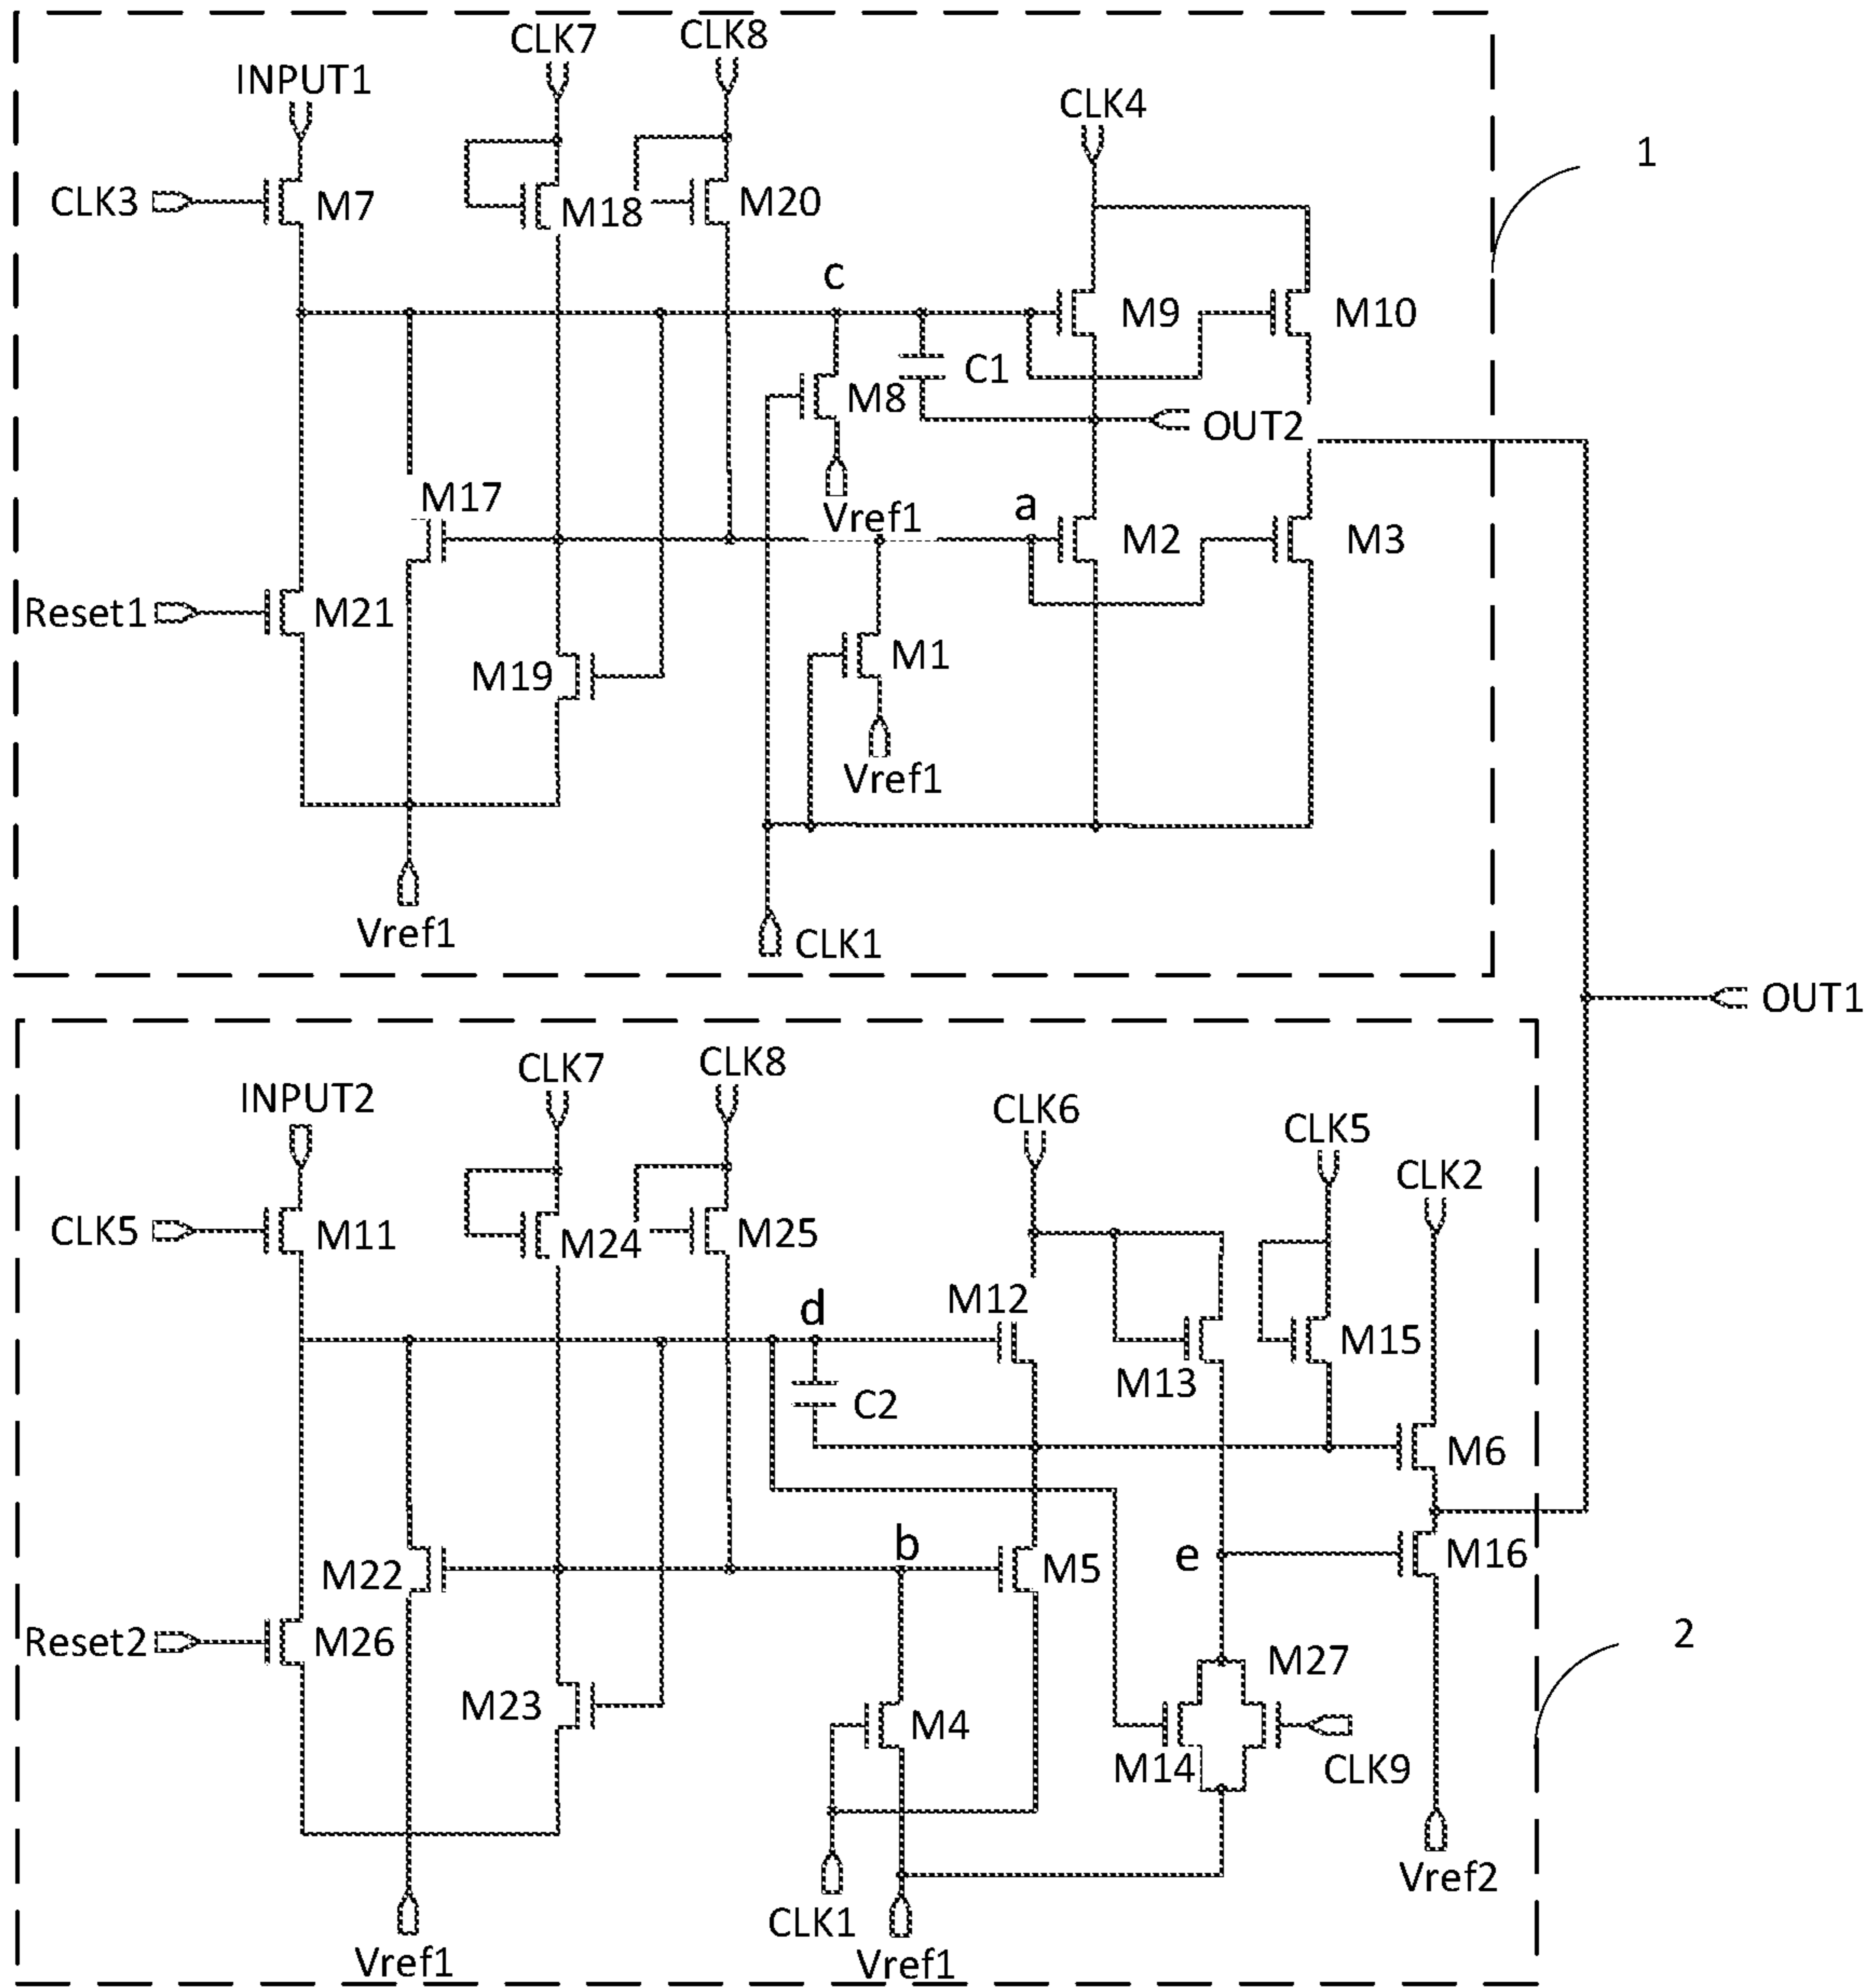 CLK7
CLK8
INPUT1
CLK4
1
CLK3
M7
M18
M20
c
M9
M10
C1
M8
OUT2
M17
Vref1
a
M2
M3
Reset1
M21
M19
M1
Vref1
Vref1
CLK1
OUT1
CLK7
CLK8
INPUT2
CLK6
CLK5
CLK2
CLK5
M11
M24
M25
M12
d
M15
M13
C2
M6
b
M5
e
M16
M22
Reset2
M26
2
M27
M23
M4
M14
CLK9
Vref2
CLK1
Vref1
Vref1